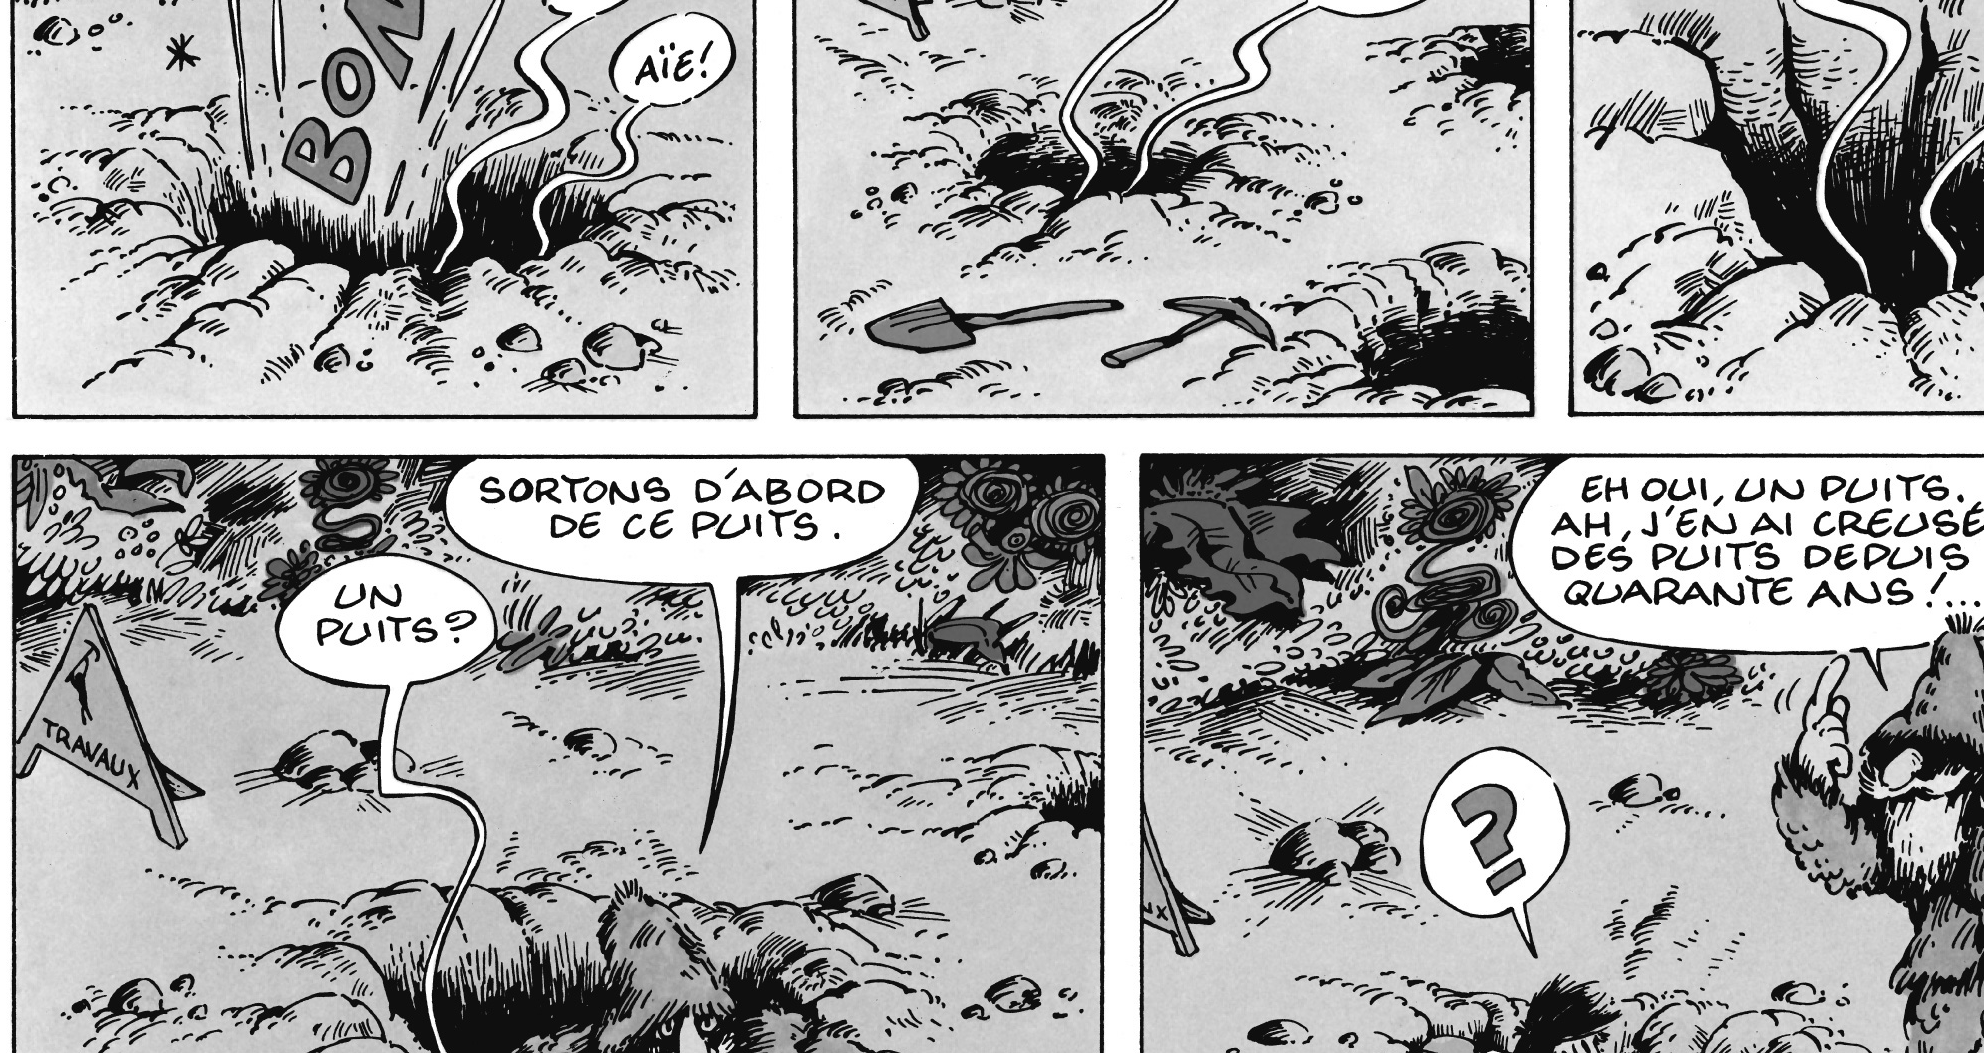 AÏE!
SORTONS D'ABORD
DE CE PUITS.
UN
PUITS?
TRAVAUX
EH OUI, UN PUITS.
AH, J'EN AI CREUSÉ
DES PUITS DEPUIS
QUARANTE ANS!...
?